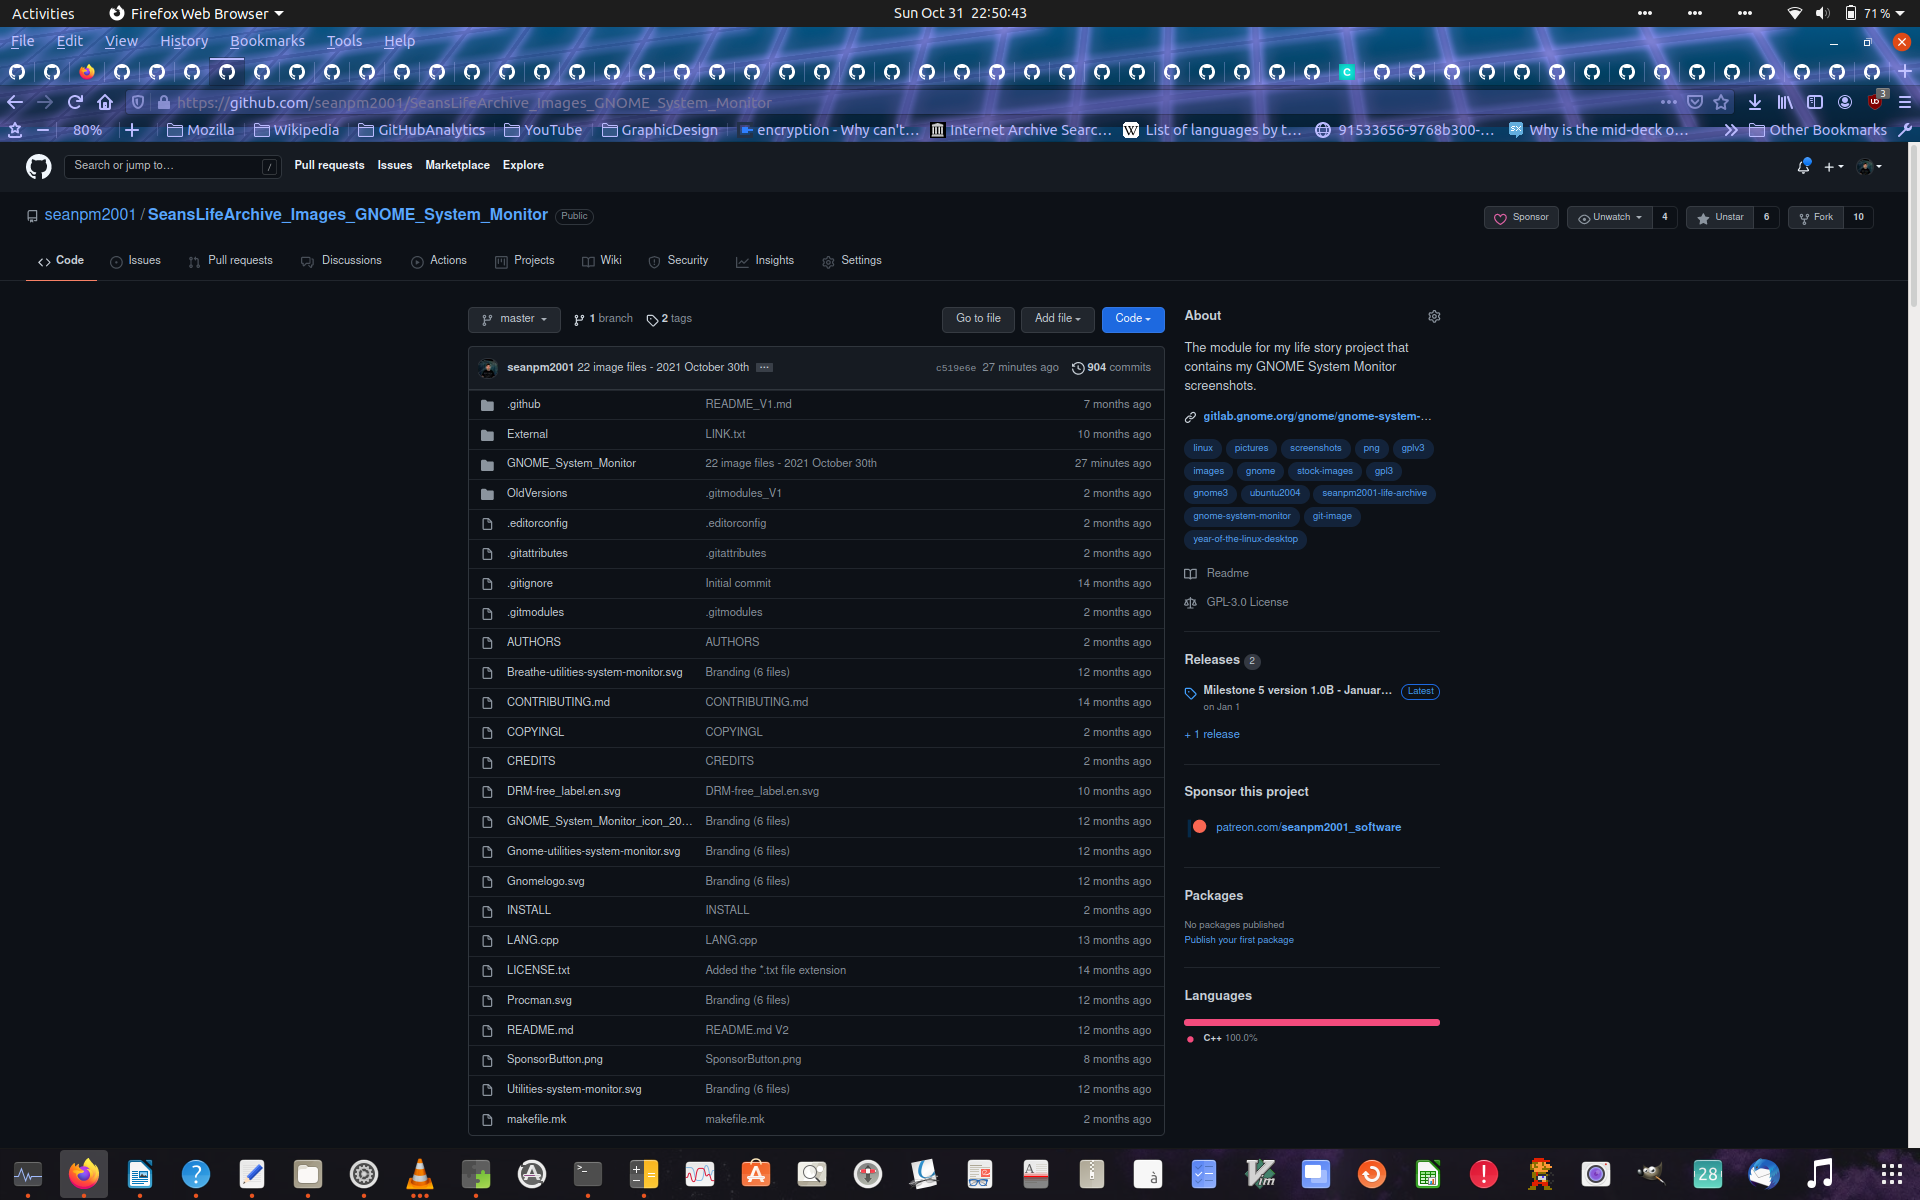 Activities Firefox Web Browser Sun Oct 31 22:50:43 71%
File Edit View History Bookmarks Tools Help
https://github.com/seanpm2001/SeansLifeArchive_Images_GNOME_System_Monitor 3
80% Mozilla Wikipedia GitHubAnalytics YouTube GraphicDesign encryption - Why can't... Internet Archive Searc... List of languages by t... 91533656-9768b300-... Why is the mid-deck o... Other Bookmarks
Search or jump to... / Pull requests Issues Marketplace Explore
seanpm2001 / SeansLifeArchive_Images_GNOME_System_Monitor Public Sponsor Unwatch 4 Unstar 6 Fork 10
Code Issues Pull requests Discussions Actions Projects Wiki Security Insights Settings
master 1 branch 2 tags Go to file Add file Code
seanpm2001 22 image files - 2021 October 30th ... c519e6e 27 minutes ago 904 commits
.github README_V1.md 7 months ago
External LINK.txt 10 months ago
GNOME_System_Monitor 22 image files - 2021 October 30th 27 minutes ago
OldVersions .gitmodules_V1 2 months ago
.editorconfig .editorconfig 2 months ago
.gitattributes .gitattributes 2 months ago
.gitignore Initial commit 14 months ago
.gitmodules .gitmodules 2 months ago
AUTHORS AUTHORS 2 months ago
Breathe-utilities-system-monitor.svg Branding (6 files) 12 months ago
CONTRIBUTING.md CONTRIBUTING.md 14 months ago
COPYINGL COPYINGL 2 months ago
CREDITS CREDITS 2 months ago
DRM-free_label.en.svg DRM-free_label.en.svg 10 months ago
GNOME_System_Monitor_icon_20... Branding (6 files) 12 months ago
Gnome-utilities-system-monitor.svg Branding (6 files) 12 months ago
Gnomelogo.svg Branding (6 files) 12 months ago
INSTALL INSTALL 2 months ago
LANG.cpp LANG.cpp 13 months ago
LICENSE.txt Added the *.txt file extension 14 months ago
Procman.svg Branding (6 files) 12 months ago
README.md README.md V2 12 months ago
SponsorButton.png SponsorButton.png 8 months ago
Utilities-system-monitor.svg Branding (6 files) 12 months ago
makefile.mk makefile.mk 2 months ago
About
The module for my life story project that
contains my GNOME System Monitor
screenshots.
gitlab.gnome.org/gnome/gnome-system-...
linux pictures screenshots png gplv3
images gnome stock-images gpl3
gnome3 ubuntu2004 seanpm2001-life-archive
gnome-system-monitor git-image
year-of-the-linux-desktop
Readme
GPL-3.0 License
Releases 2
Milestone 5 version 1.0B - Januar... Latest
on Jan 1
+ 1 release
Sponsor this project
patreon.com/seanpm2001_software
Packages
No packages published
Publish your first package
Languages
C++ 100.0%
28